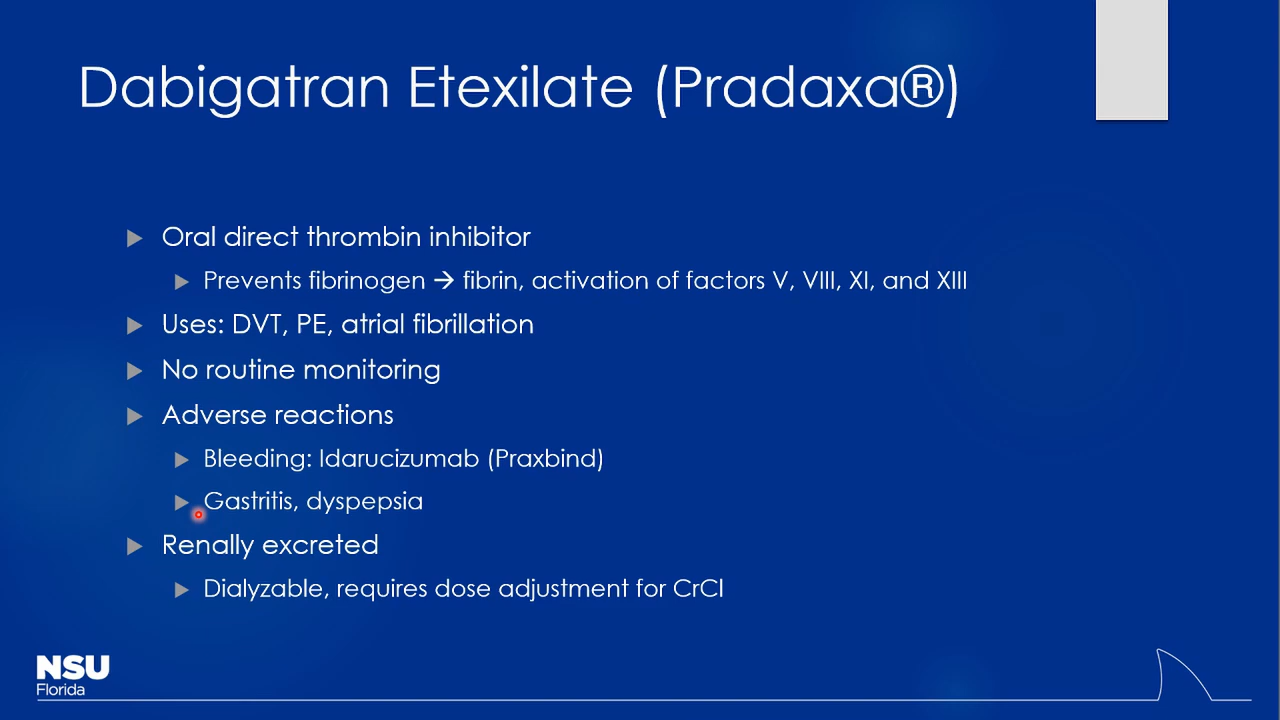 Dabigatran Etexilate (Pradaxa®)
Oral direct thrombin inhibitor
Prevents fibrinogen → fibrin, activation of factors V, VIII, XI, and XIII
Uses: DVT, PE, atrial fibrillation
No routine monitoring
Adverse reactions
Bleeding: Idarucizumab (Praxbind)
Gastritis, dyspepsia
Renally excreted
Dialyzable, requires dose adjustment for CrCl
NSU
Florida